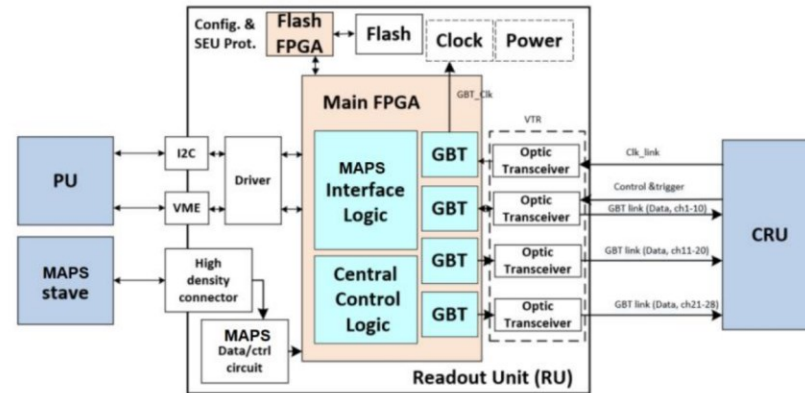 Config. &
SEU Prot.
Flash
FPGA
Flash
Clock
Power
Main FPGA
GBT_Clk
VTR
PU
I2C
VME
Driver
MAPS
Interface
Logic
GBT
GBT
GBT
GBT
Optic
Transceiver
Optic
Transceiver
Optic
Transceiver
Optic
Transceiver
Clk_link
Control &trigger
GBT link (Data, ch1-10)
GBT link (Data, ch11-20)
GBT link (Data, ch21-28)
CRU
MAPS
stave
High
density
connector
Central
Control
Logic
MAPS
Data/ctrl
circuit
Readout Unit (RU)